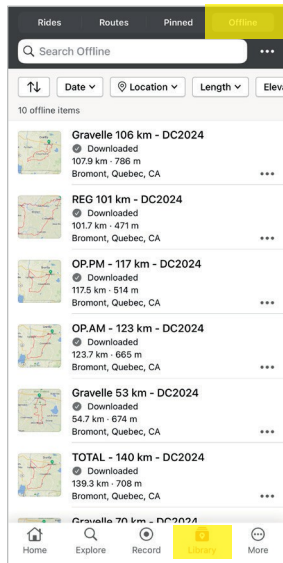 Rides Routes Pinned Offline
Search Offline
Date Location Length Eleva
10 offline items
Gravelle 106 km - DC2024
Downloaded
107.9 km · 786 m
Bromont, Quebec, CA
REG 101 km - DC2024
Downloaded
101.7 km · 471 m
Bromont, Quebec, CA
OP.PM - 117 km - DC2024
Downloaded
117.5 km · 514 m
Bromont, Quebec, CA
OP.AM - 123 km - DC2024
Downloaded
123.7 km · 665 m
Bromont, Quebec, CA
Gravelle 53 km - DC2024
Downloaded
54.7 km · 674 m
Bromont, Quebec, CA
TOTAL - 140 km - DC2024
Downloaded
139.3 km · 708 m
Bromont, Quebec, CA
Gravelle 70 km - DC2024
Home Explore Record Library More